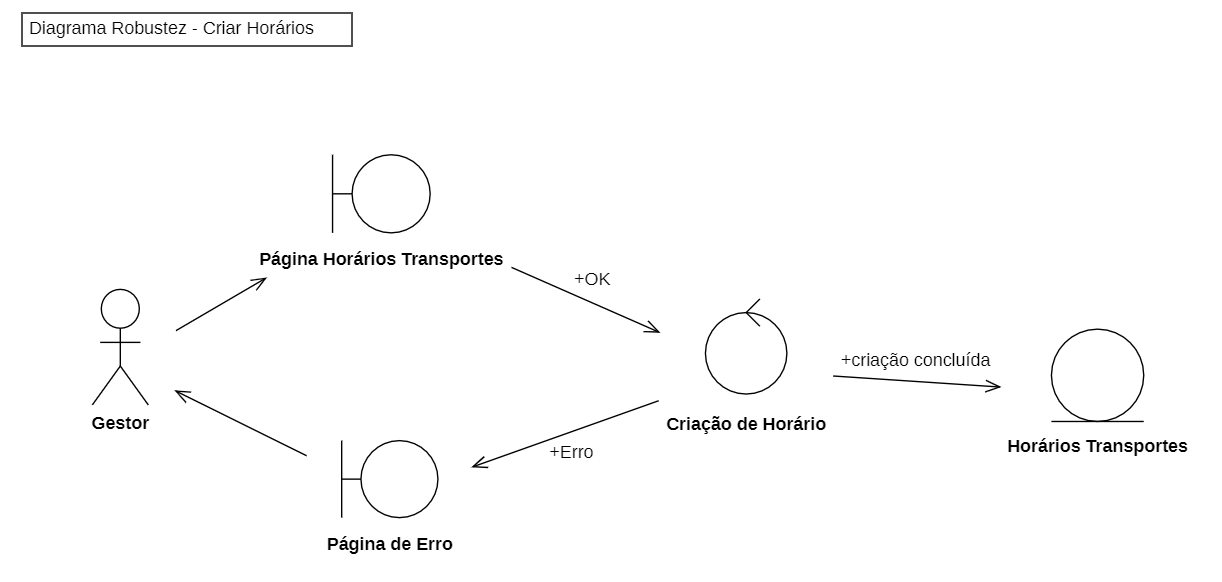 Diagrama Robustez - Criar Horários
Página Horários Transportes
+OK
+criação concluída
Gestor
Criação de Horário
Horários Transportes
+Erro
Página de Erro